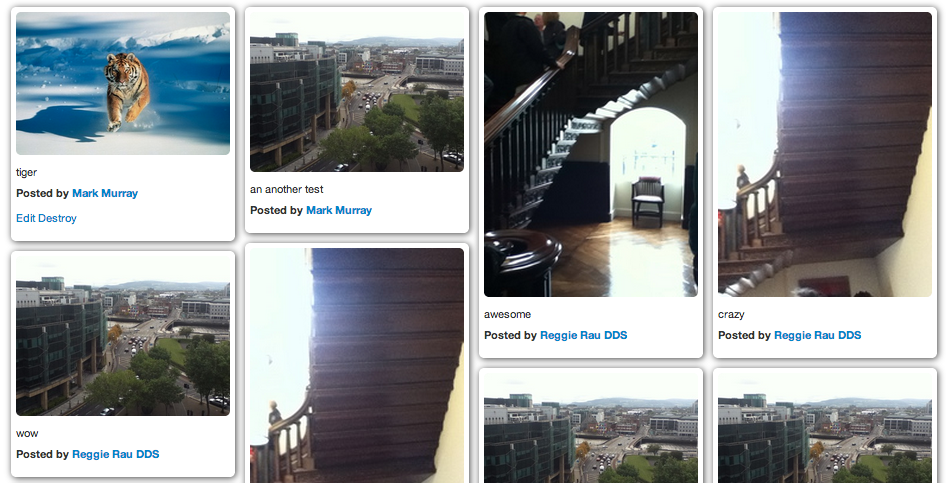 tiger
Posted by Mark Murray
Edit Destroy
an another test
Posted by Mark Murray
awesome
Posted by Reggie Rau DDS
crazy
Posted by Reggie Rau DDS
wow
Posted by Reggie Rau DDS